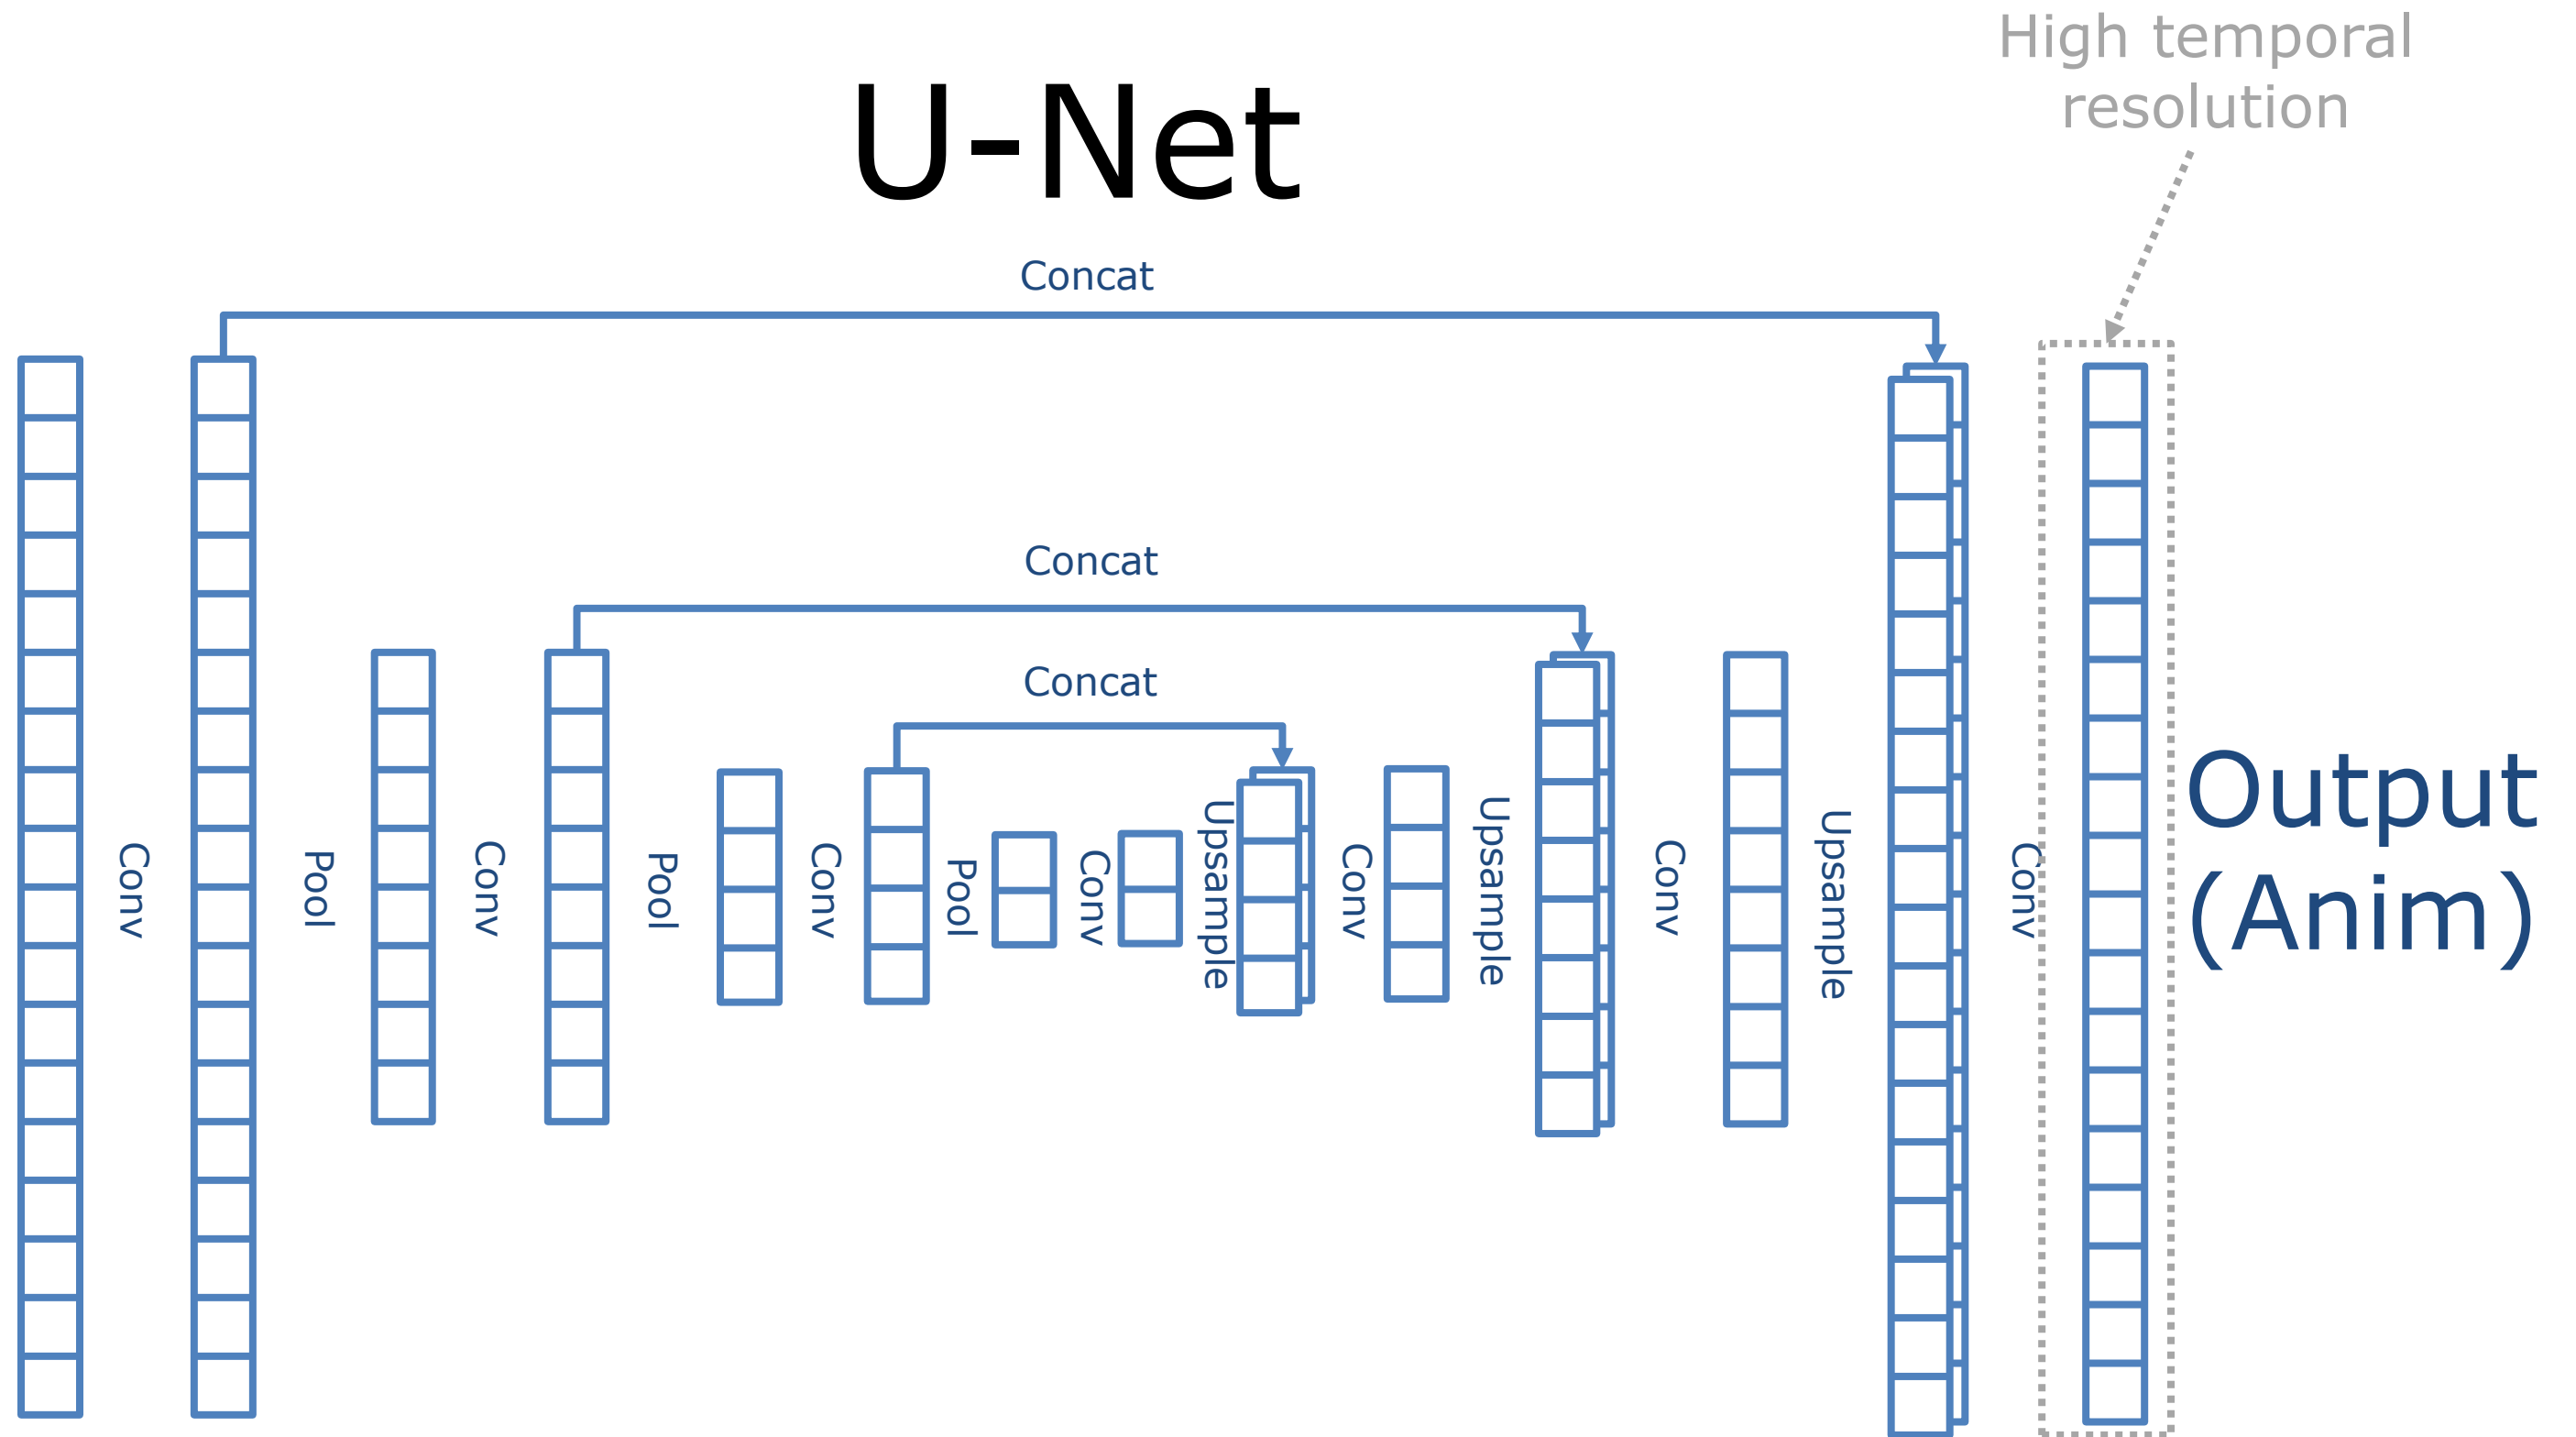 High temporal
resolution
U-Net
Concat
Concat
Concat
Conv
Pool
Conv
Pool
Conv
Pool
Conv
Upsample
Conv
Upsample
Conv
Upsample
Conv
Output
(Anim)